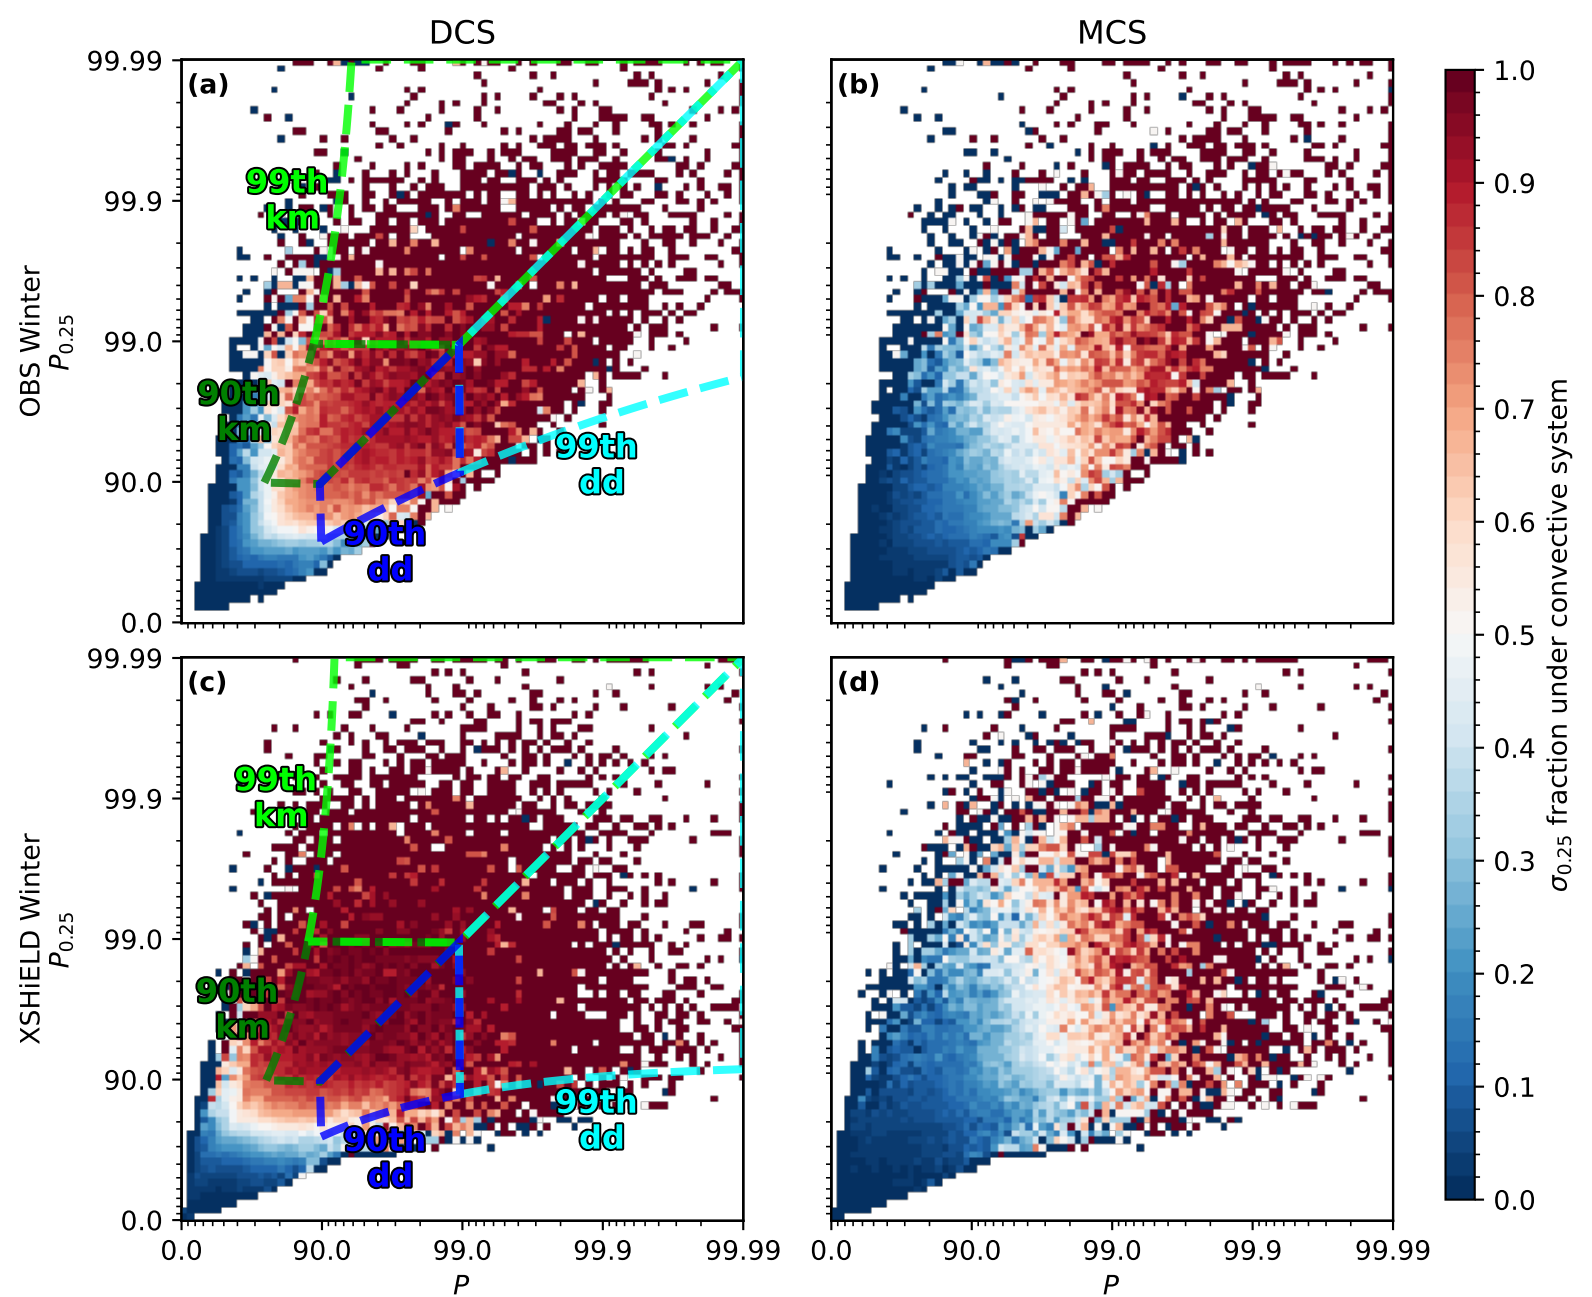 DCS
MCS
(a)
(b)
99.99
99.9
99.0
90.0
0.0
OBS Winter
P0.25
99th
km
90th
km
99th
dd
90th
dd
(c)
(d)
99.99
99.9
99.0
90.0
0.0
XSHiELD Winter
P0.25
99th
km
90th
km
99th
dd
90th
dd
0.0 90.0 99.0 99.9 99.99
P
0.0 90.0 99.0 99.9 99.99
P
1.0
0.9
0.8
0.7
0.6
0.5
0.4
0.3
0.2
0.1
0.0
σ0.25 fraction under convective system